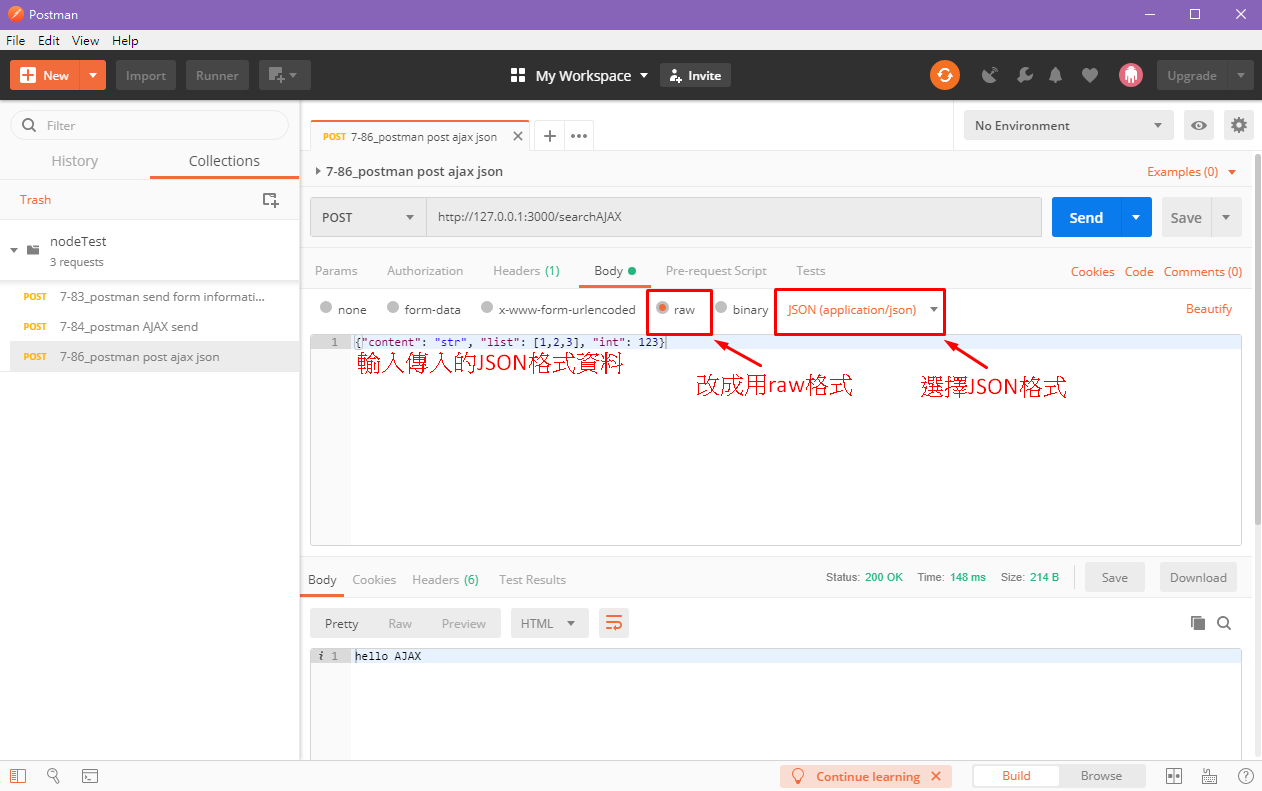 Postman
File Edit View Help
New Import Runner My Workspace Invite Upgrade
Filter
History Collections
Trash
nodeTest
3 requests
POST 7-83_postman send form informati...
POST 7-84_postman AJAX send
POST 7-86_postman post ajax json
POST 7-86_postman post ajax json
No Environment
7-86_postman post ajax json
Examples (0)
POST http://127.0.0.1:3000/searchAJAX Send Save
Params Authorization Headers (1) Body Pre-request Script Tests Cookies Code Comments (0)
none form-data x-www-form-urlencoded raw binary JSON (application/json) Beautify
1 {"content": "str", "list": [1,2,3], "int": 123}
輸入傳入的JSON格式資料
改成用raw格式
選擇JSON格式
Body Cookies Headers (6) Test Results Status: 200 OK Time: 148 ms Size: 214 B Save Download
Pretty Raw Preview HTML
i 1 hello AJAX
Continue learning Build Browse